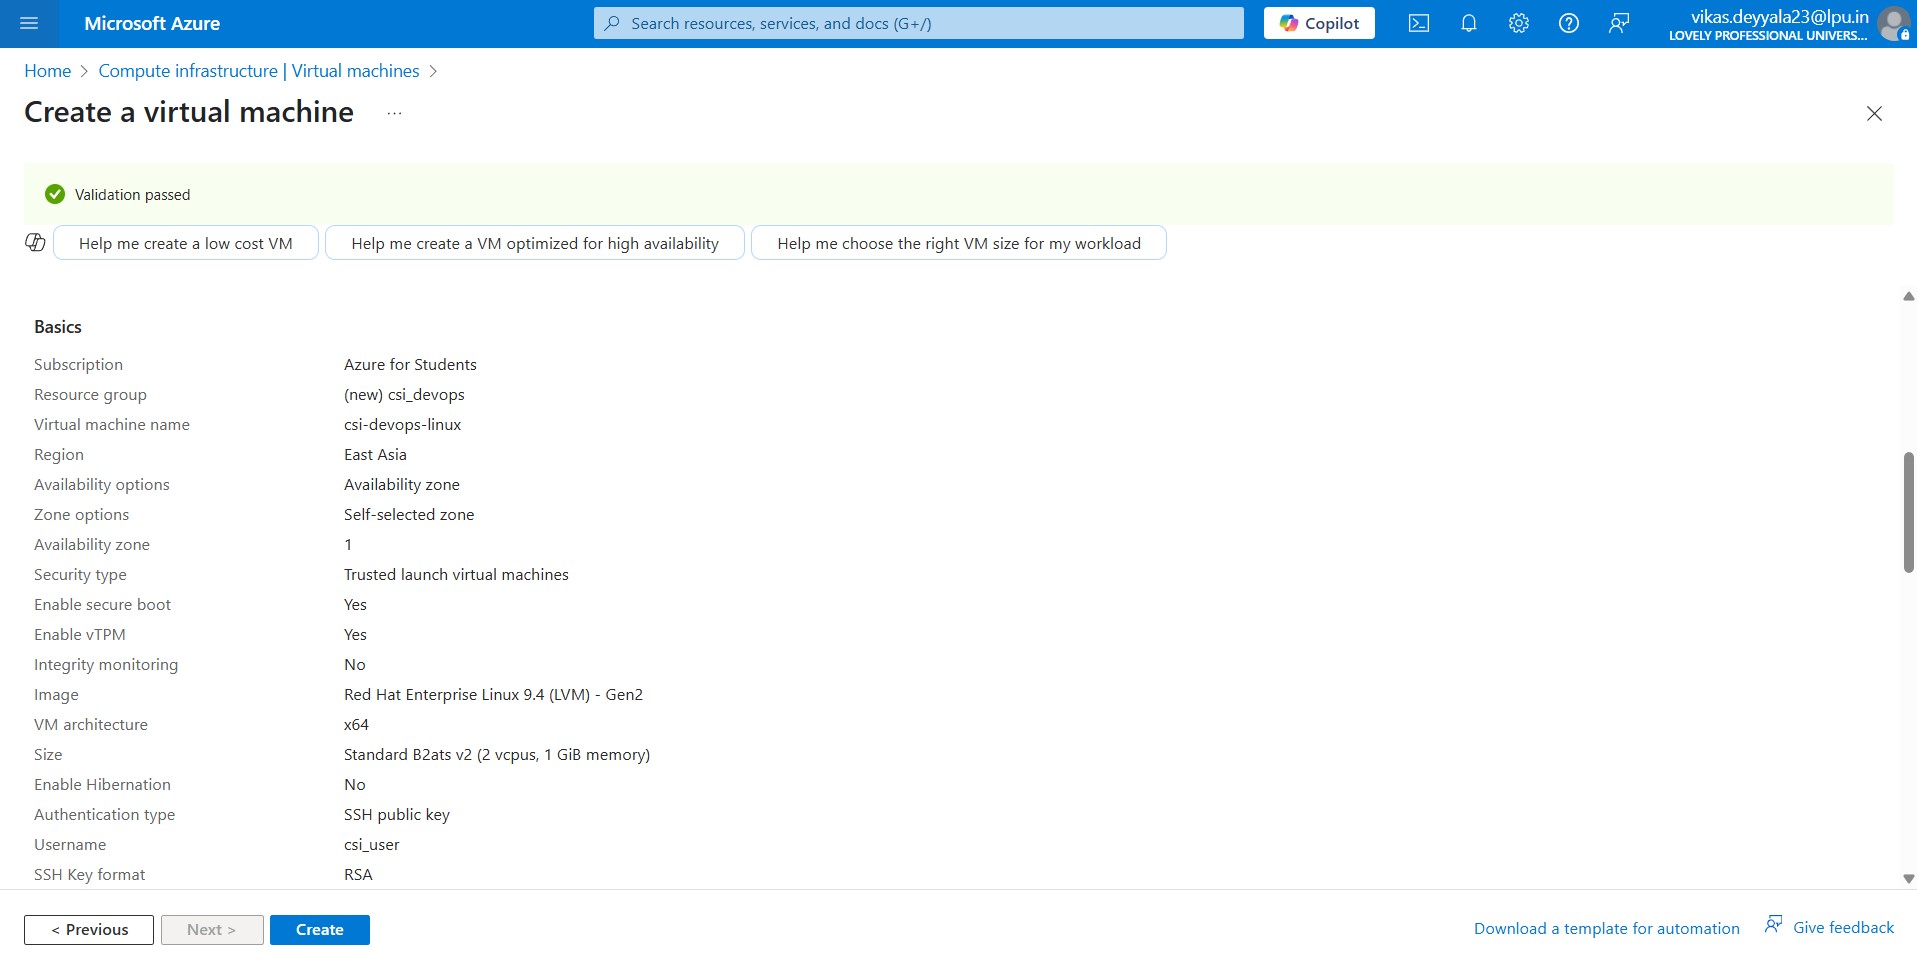 Microsoft Azure
Search resources, services, and docs (G+/)
Copilot
vikas.deyyala23@lpu.in
LOVELY PROFESSIONAL UNIVERS...
Home > Compute infrastructure | Virtual machines >
Create a virtual machine ...
Validation passed
Help me create a low cost VM
Help me create a VM optimized for high availability
Help me choose the right VM size for my workload
Basics
Subscription Azure for Students
Resource group (new) csi_devops
Virtual machine name csi-devops-linux
Region East Asia
Availability options Availability zone
Zone options Self-selected zone
Availability zone 1
Security type Trusted launch virtual machines
Enable secure boot Yes
Enable vTPM Yes
Integrity monitoring No
Image Red Hat Enterprise Linux 9.4 (LVM) - Gen2
VM architecture x64
Size Standard B2ats v2 (2 vcpus, 1 GiB memory)
Enable Hibernation No
Authentication type SSH public key
Username csi_user
SSH Key format RSA
< Previous
Next >
Create
Download a template for automation
Give feedback